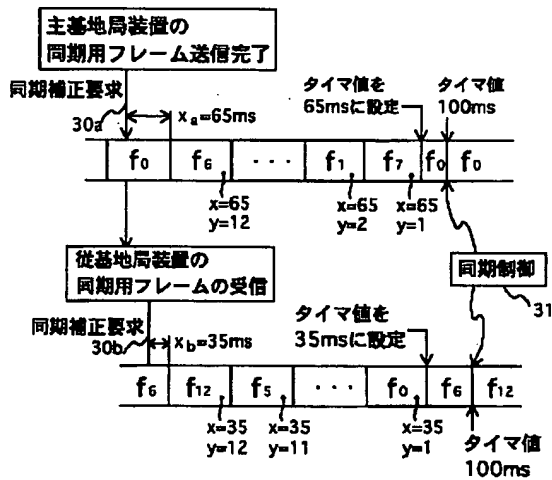 主基地局装置の
同期用フレーム送信完了
同期補正要求
30a
xa=65ms
タイマ値を
65msに設定
タイマ値
100ms
f0 f6 ··· f1 f7 f0 f0
x=65 x=65 x=65
y=12 y=2 y=1
従基地局装置の
同期用フレームの受信
同期制御
31
同期補正要求
30b
xb=35ms
タイマ値を
35msに設定
f6 f12 f5 ··· f0 f6 f12
x=35 x=35 x=35
y=12 y=11 y=1
タイマ値
100ms